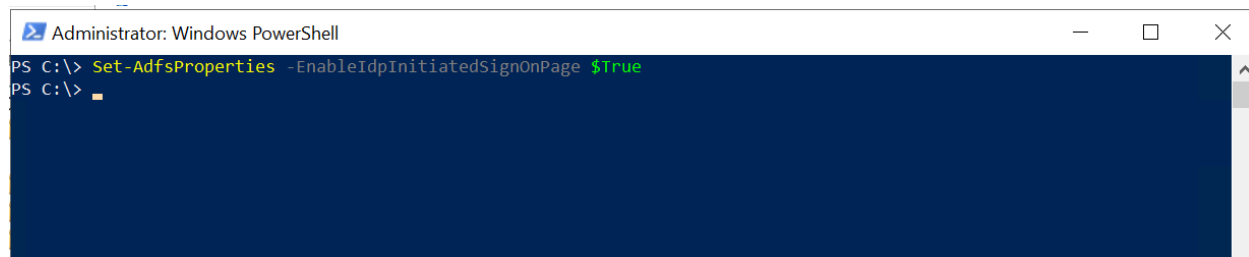 Administrator: Windows PowerShell
PS C:\> Set-AdfsProperties -EnableIdpInitiatedSignOnPage $True
PS C:\>